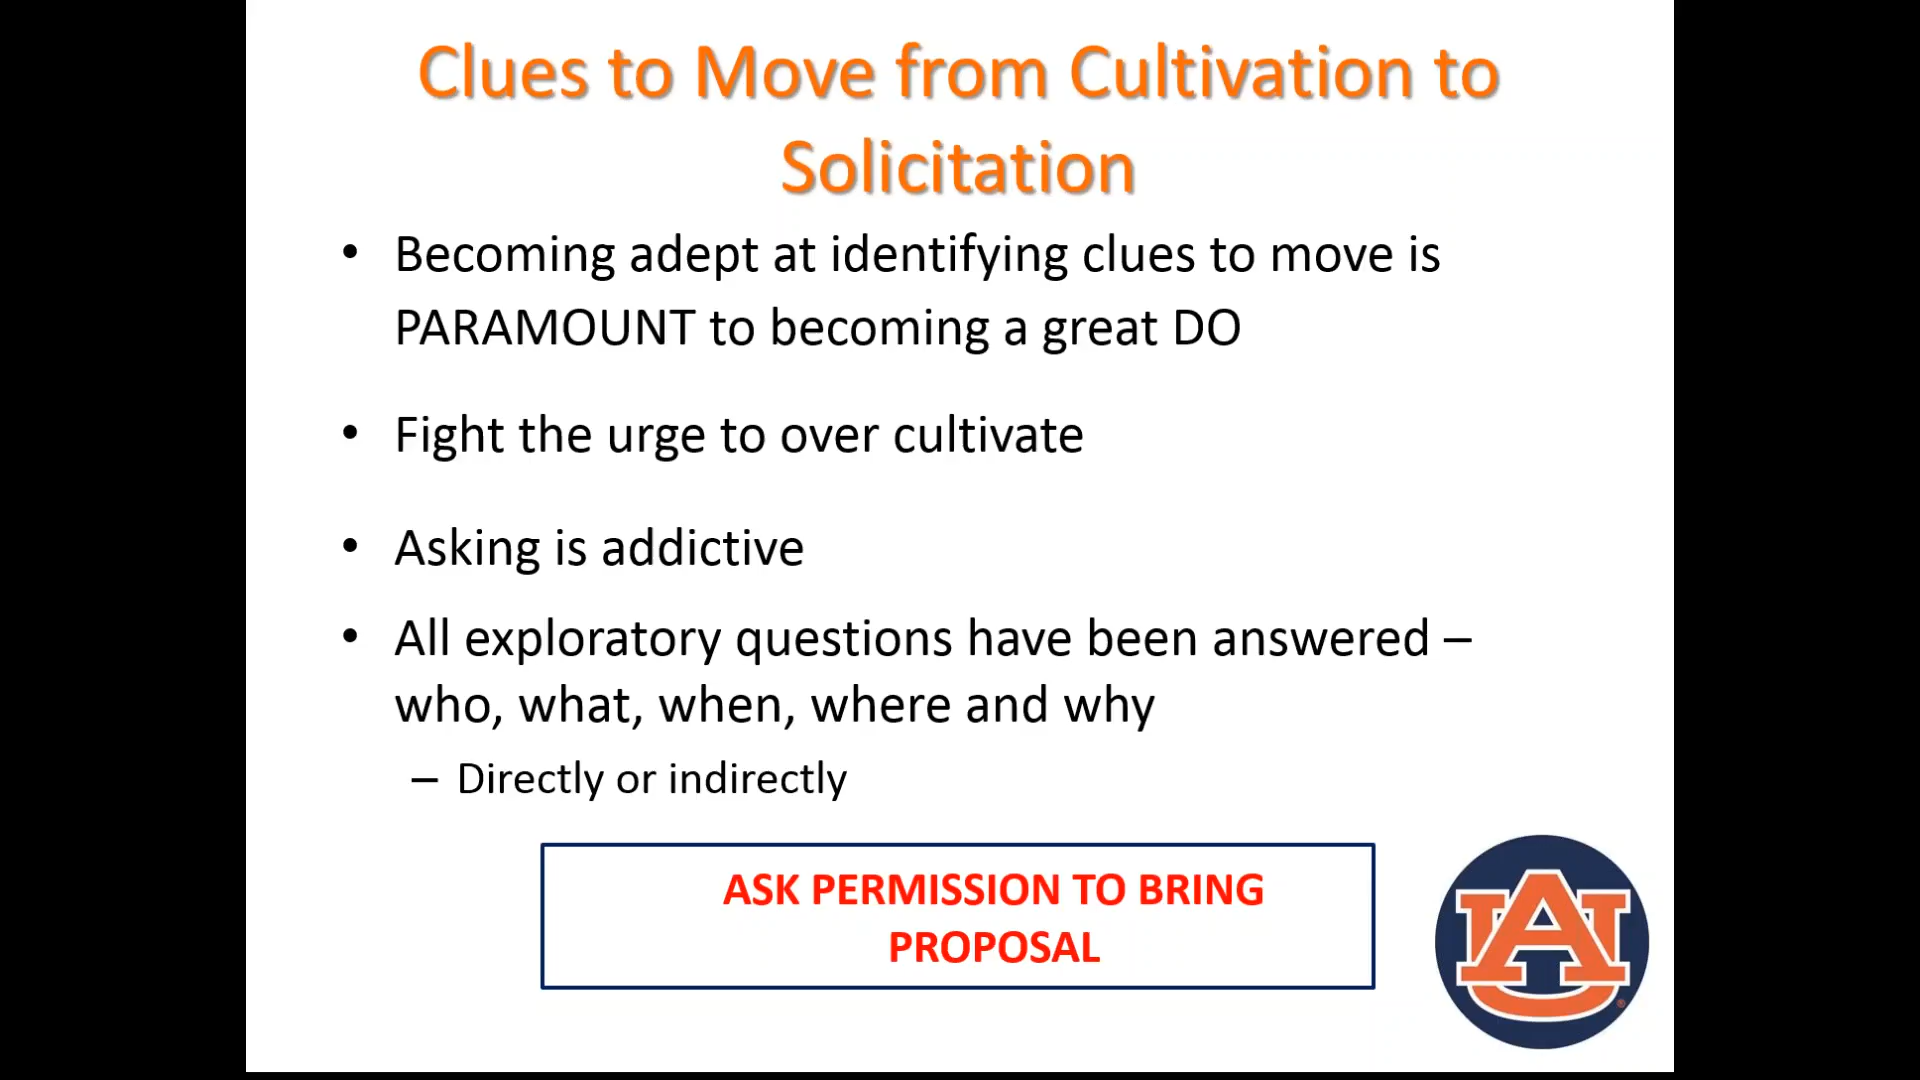 Clues to Move from Cultivation to
Solicitation
• Becoming adept at identifying clues to move is
PARAMOUNT to becoming a great DO
• Fight the urge to over cultivate
• Asking is addictive
• All exploratory questions have been answered –
who, what, when, where and why
– Directly or indirectly
ASK PERMISSION TO BRING
PROPOSAL
AU